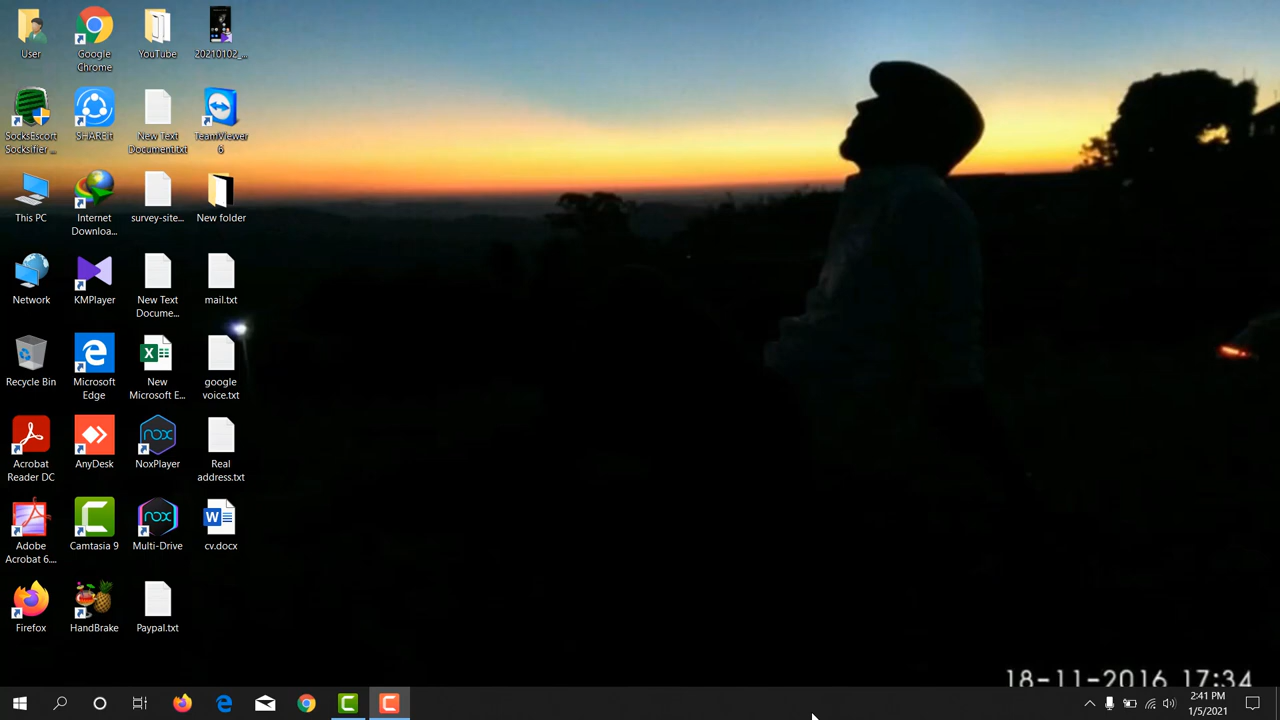 User
Google
Chrome
YouTube
20210102_...
SocksEscort
Socksifier ...
SHAREit
New Text
Document.txt
TeamViewer
6
This PC
Internet
Downloa...
survey-site...
New folder
Network
KMPlayer
New Text
Docume...
mail.txt
Recycle Bin
Microsoft
Edge
New
Microsoft E...
google
voice.txt
Acrobat
Reader DC
AnyDesk
nox
NoxPlayer
Real
address.txt
Adobe
Acrobat 6....
Camtasia 9
nox
Multi-Drive
cv.docx
Firefox
HandBrake
Paypal.txt
18-11-2016 17:34
2:41 PM
1/5/2021